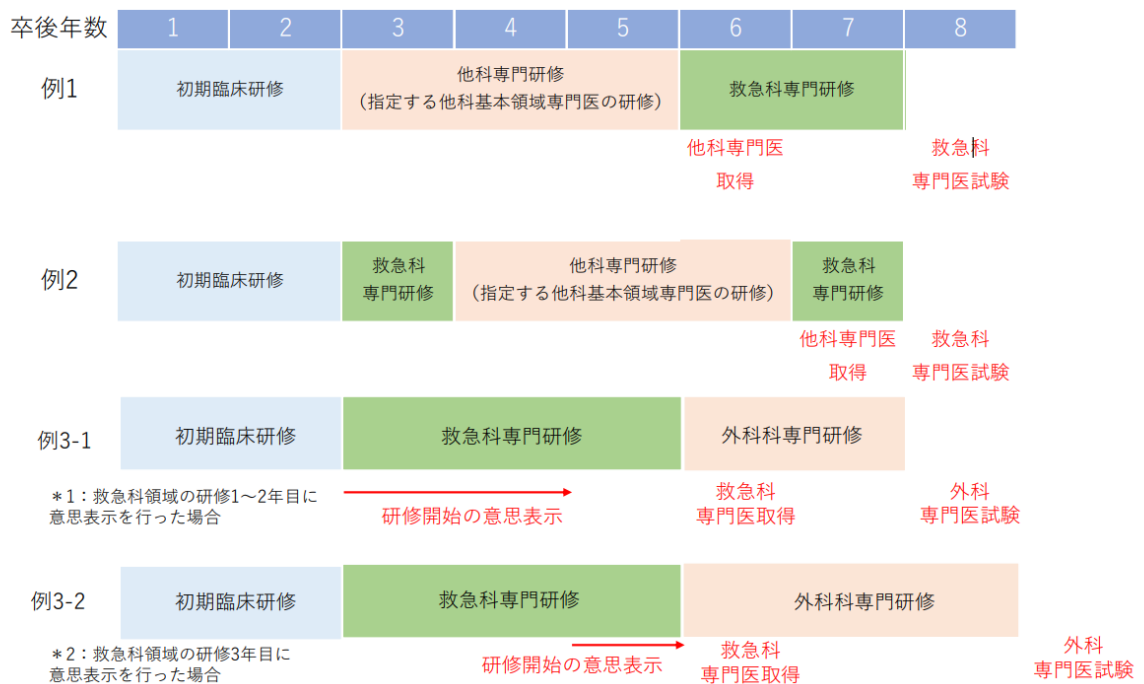 卒後年数 1 2 3 4 5 6 7 8
例1
初期臨床研修
他科専門研修
（指定する他科基本領域専門医の研修）
救急科専門研修
他科専門医
取得
救急科
専門医試験
例2
初期臨床研修
救急科
専門研修
他科専門研修
（指定する他科基本領域専門医の研修）
救急科
専門研修
他科専門医
取得
救急科
専門医試験
例3-1
初期臨床研修
救急科専門研修
外科科専門研修
＊1：救急科領域の研修1～2年目に
意思表示を行った場合
研修開始の意思表示
救急科
専門医取得
外科
専門医試験
例3-2
初期臨床研修
救急科専門研修
外科科専門研修
＊2：救急科領域の研修3年目に
意思表示を行った場合
研修開始の意思表示
救急科
専門医取得
外科
専門医試験